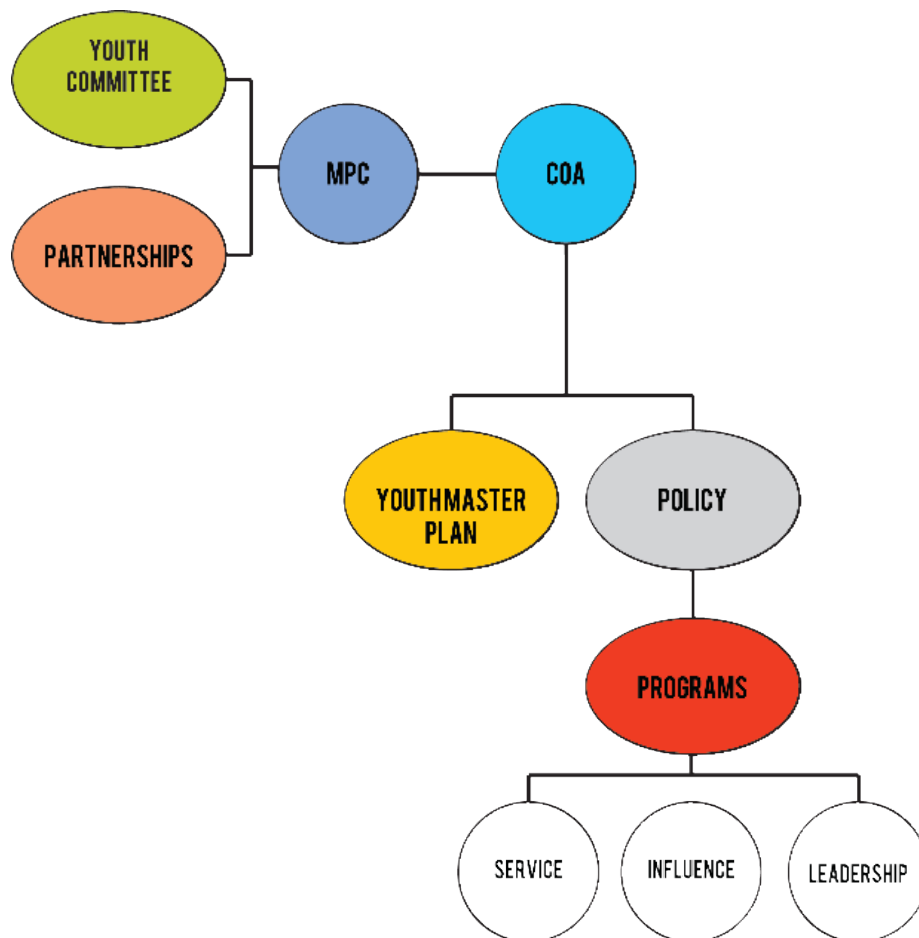 YOUTH
COMMITTEE
MPC
COA
PARTNERSHIPS
YOUTHMASTER
PLAN
POLICY
PROGRAMS
SERVICE
INFLUENCE
LEADERSHIP